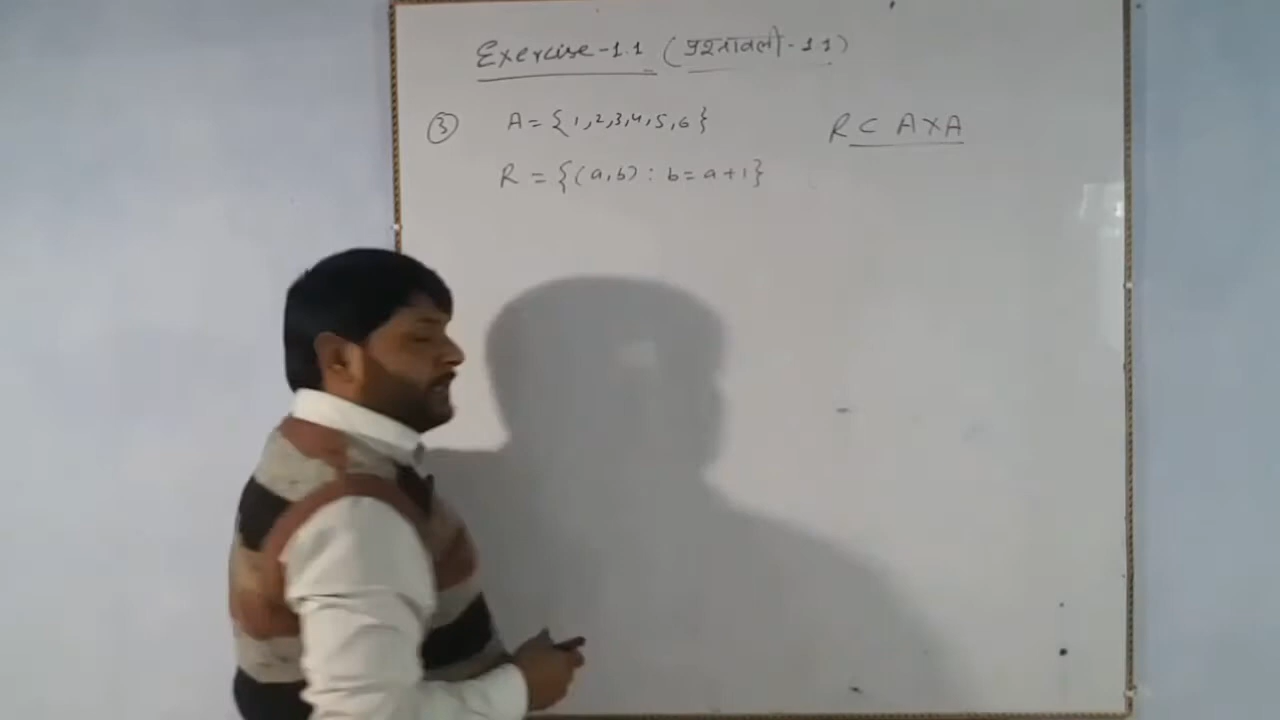 Exercise-1.1 (प्रश्नावली-1.1)
③ A = {1,2,3,4,5,6} R ⊂ A×A
R = {(a,b) : b = a+1}